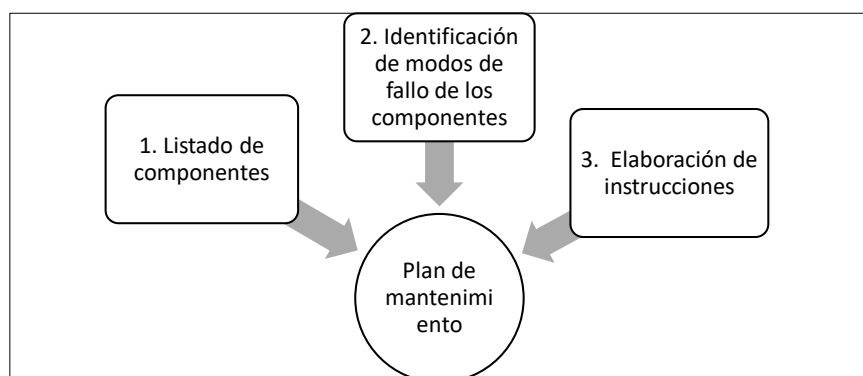 1. Listado de
componentes
2. Identificación
de modos de
fallo de los
componentes
3.  Elaboración de
instrucciones
Plan de
mantenimi
ento